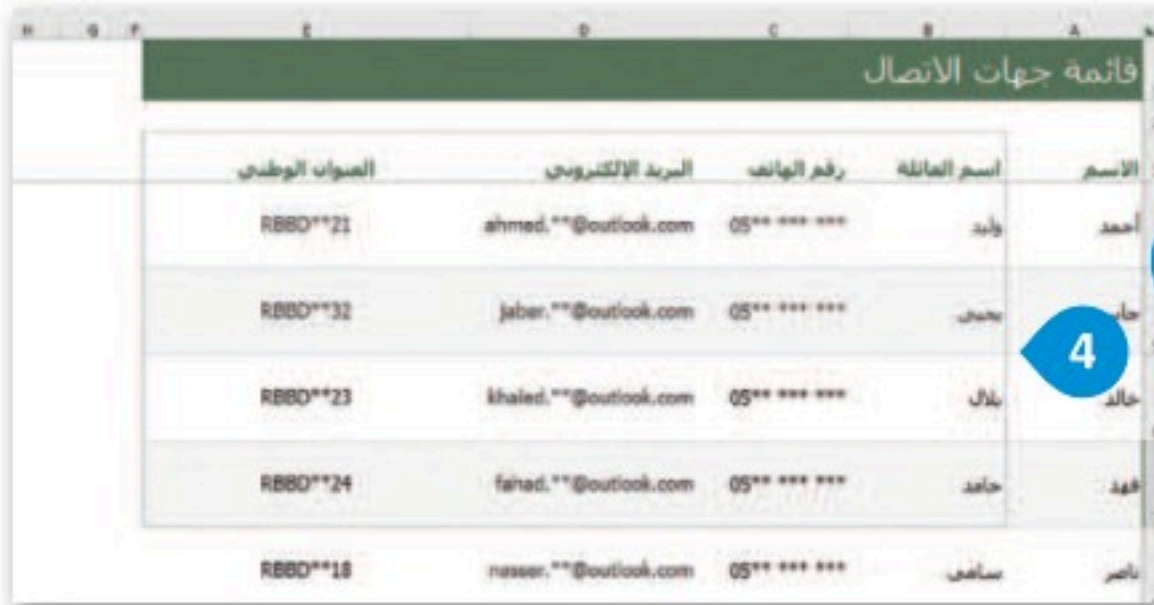 A B C D E F G H
قائمة جهات الاتصال
الاسم اسم العائلة رقم الهاتف البريد الإلكتروني العنوان الوطني
أحمد وليد 05** *** *** ahmed.**@outlook.com RBBD**21
يحيى 05** *** *** jaber.**@outlook.com RBBD**32
4
خالد بلال 05** *** *** khaled.**@outlook.com RBBD**23
فهد حامد 05** *** *** fahad.**@outlook.com RBBD**24
ناصر سامي 05** *** *** nasser.**@outlook.com RBBD**18